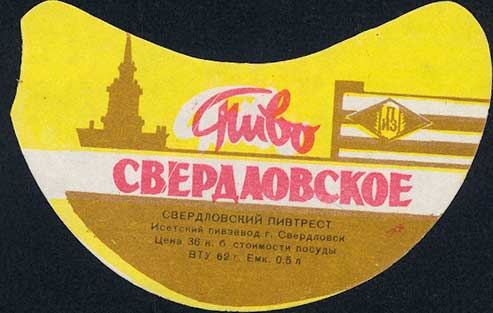 Пиво
СВЕРДЛОВСКОЕ
СВЕРДЛОВСКИЙ ПИВТРЕСТ
Исетский пивзавод г. Свердловск
Цена 36 к. б. стоимости посуды
ВТУ 62 г. Емк. 0.5 л